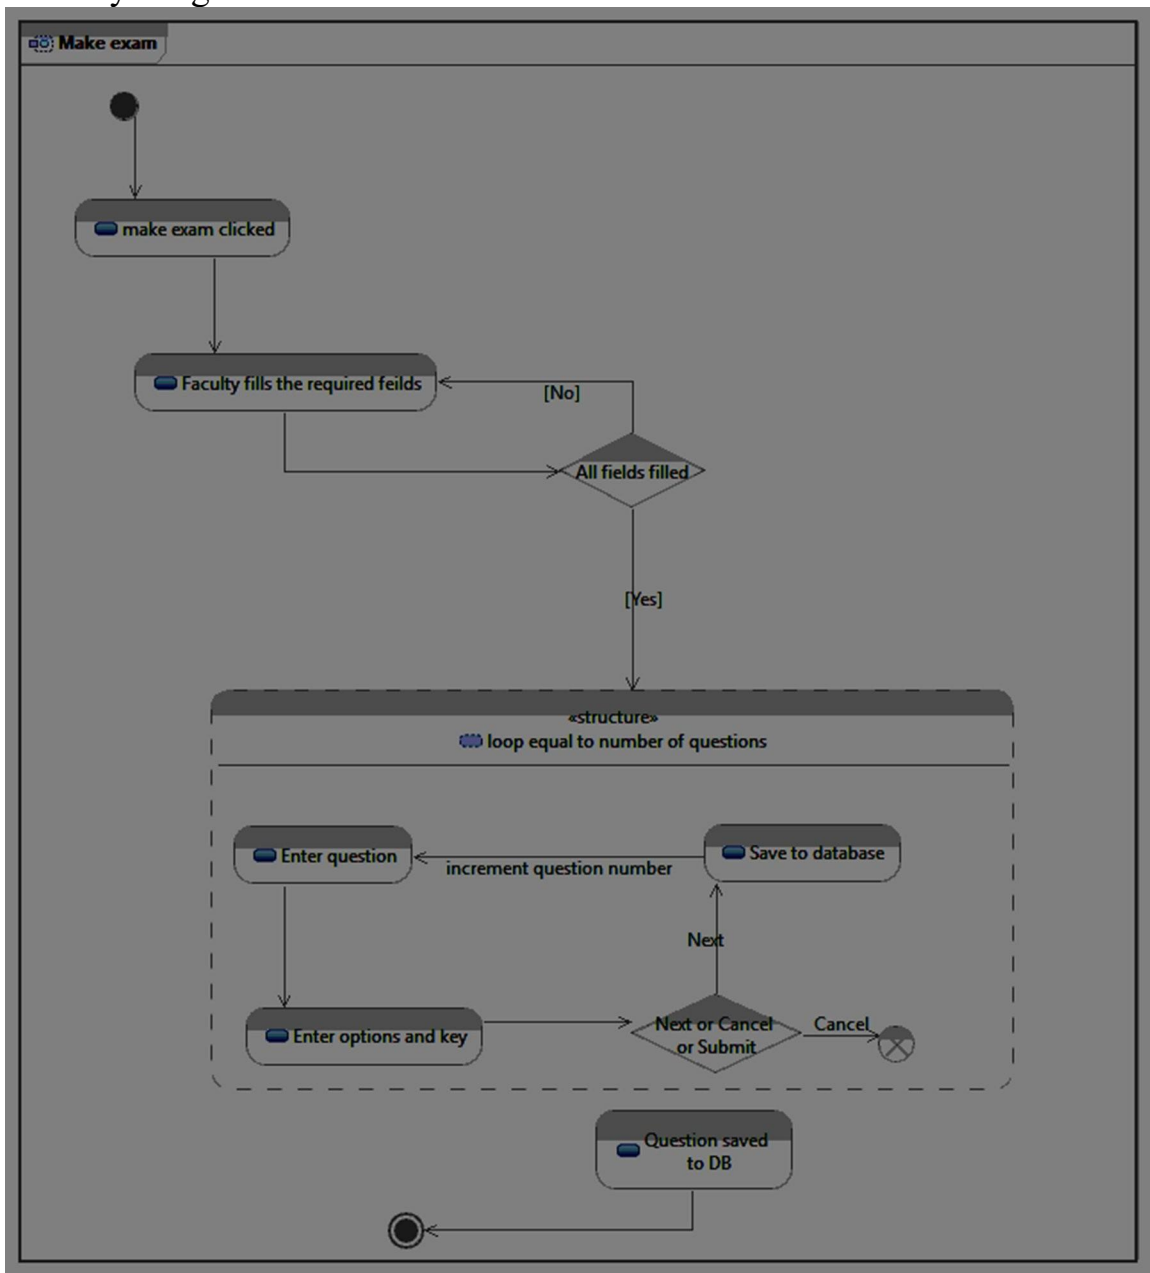 Make exam
make exam clicked
Faculty fills the required feilds
[No]
All fields filled
[Yes]
«structure»
loop equal to number of questions
Enter question
Save to database
increment question number
Next
Enter options and key
Next or Cancel
or Submit
Cancel
Question saved
to DB